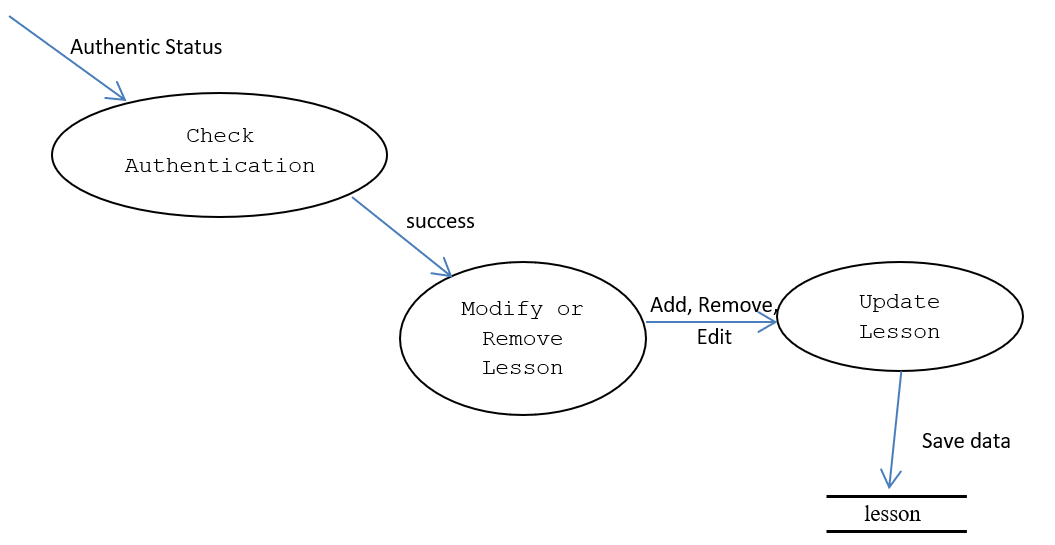 Authentic Status
Check
Authentication
success
Modify or
Remove
Lesson
Add, Remove,
Edit
Update
Lesson
Save data
lesson